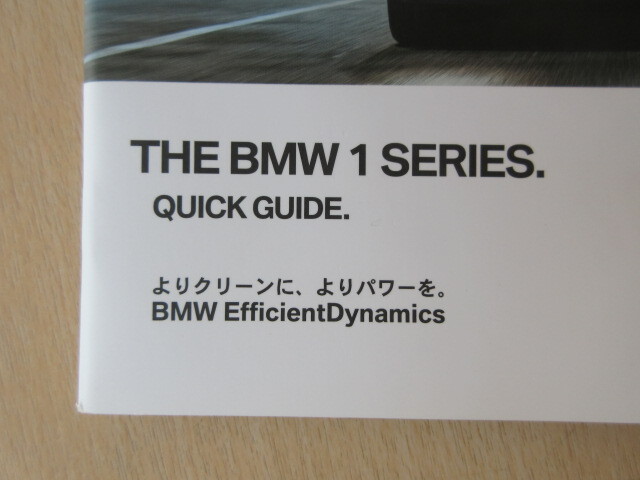 THE BMW 1 SERIES.
QUICK GUIDE.
よりクリーンに、よりパワーを。
BMW EfficientDynamics